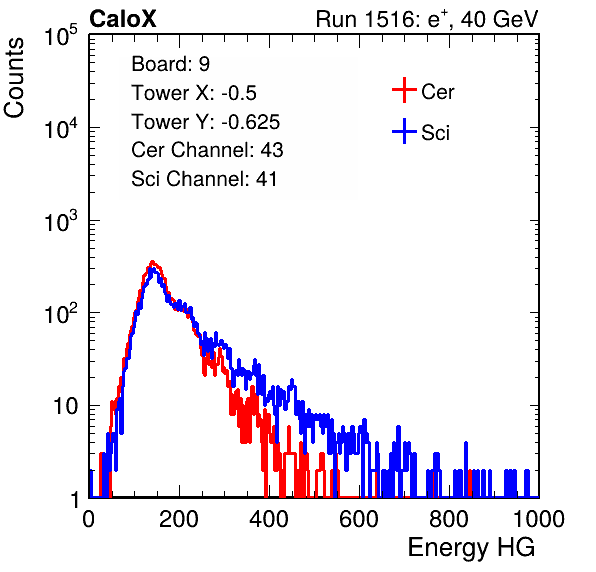 CaloX Run 1516: e⁺, 40 GeV
Counts
Board: 9
Tower X: -0.5
Tower Y: -0.625
Cer Channel: 43
Sci Channel: 41
Cer
Sci
10⁵
10⁴
10³
10²
10
1
0 200 400 600 800 1000
Energy HG